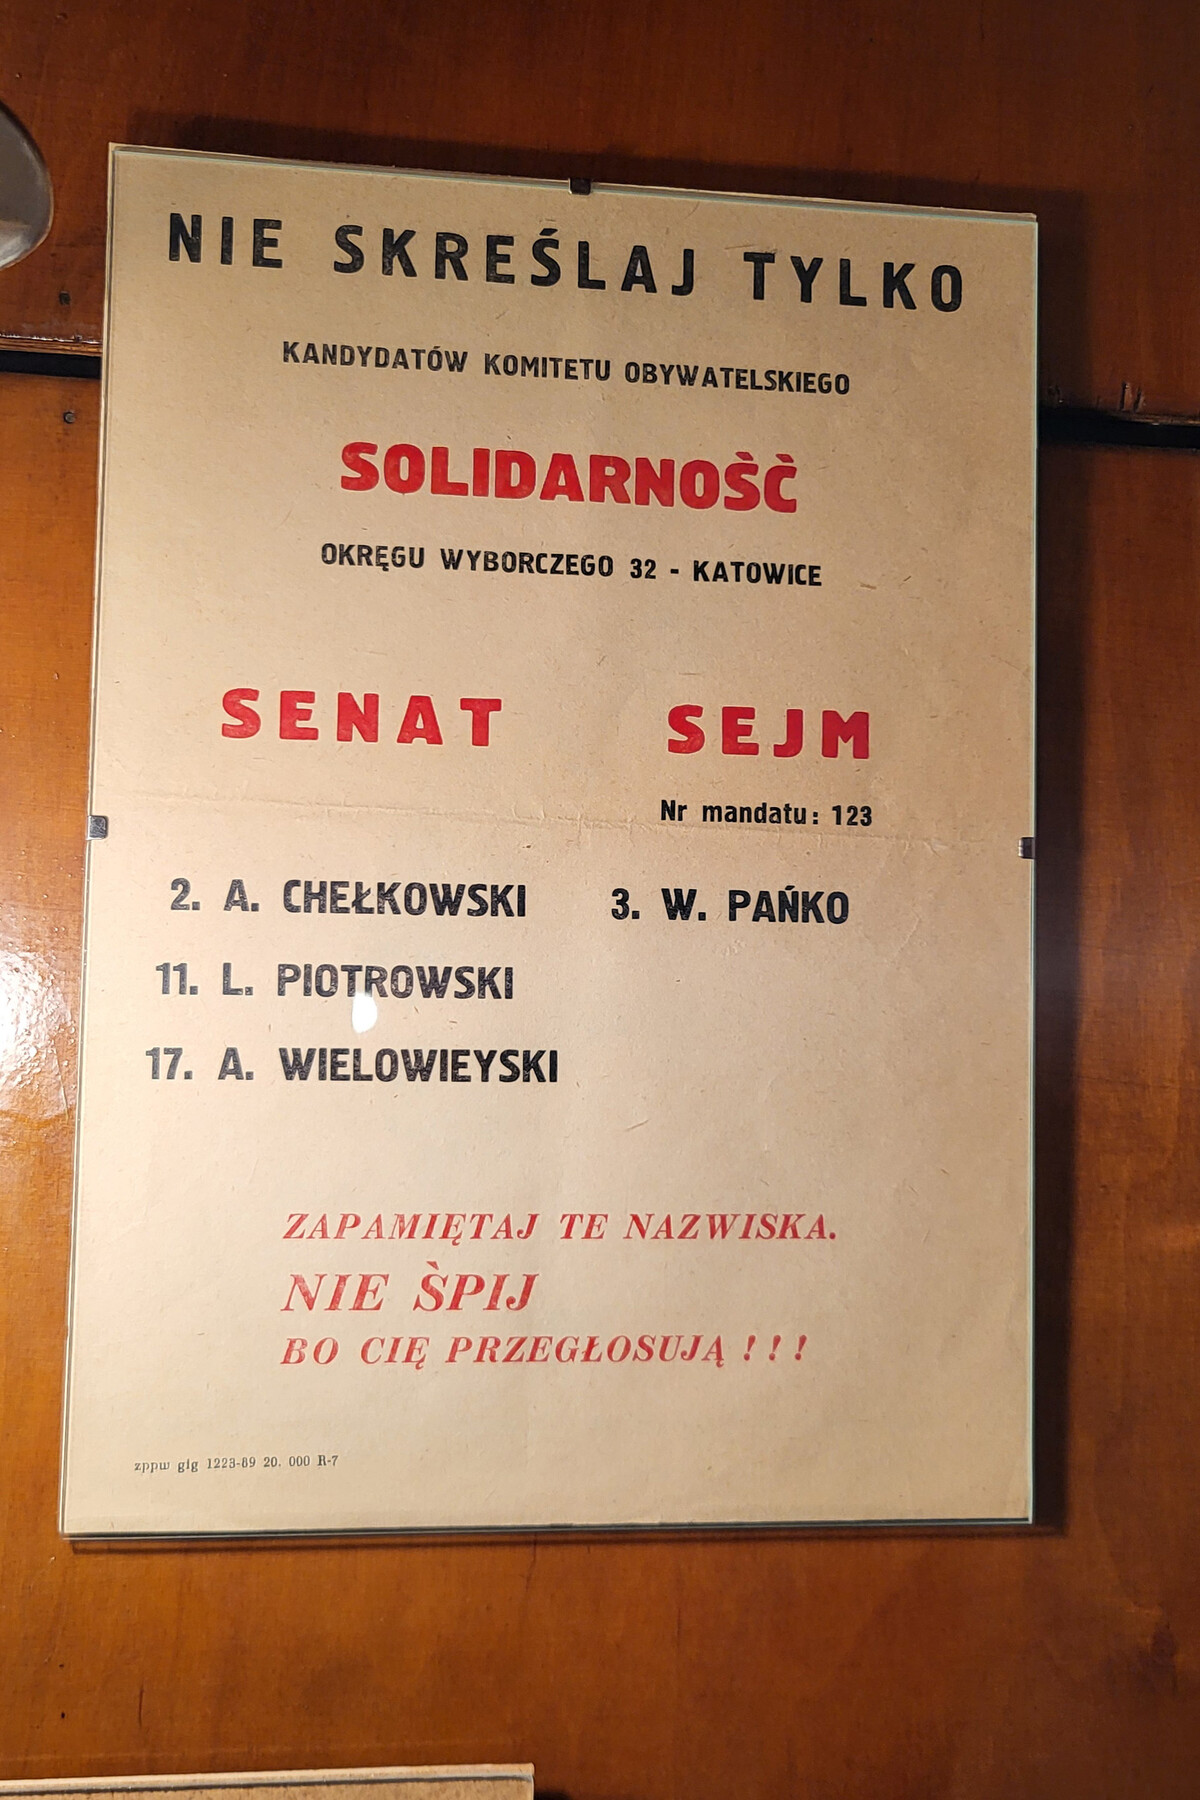 NIE SKREŚLAJ TYLKO
KANDYDATÓW KOMITETU OBYWATELSKIEGO
SOLIDARNOŚĆ
OKRĘGU WYBORCZEGO 32 - KATOWICE
SENAT SEJM
Nr mandatu: 123
2. A. CHEŁKOWSKI 3. W. PAŃKO
11. L. PIOTROWSKI
17. A. WIELOWIEYSKI
ZAPAMIĘTAJ TE NAZWISKA.
NIE ŚPIJ
BO CIĘ PRZEGŁOSUJĄ ! ! !
zppw gig 1223-89 20. 000 R-7